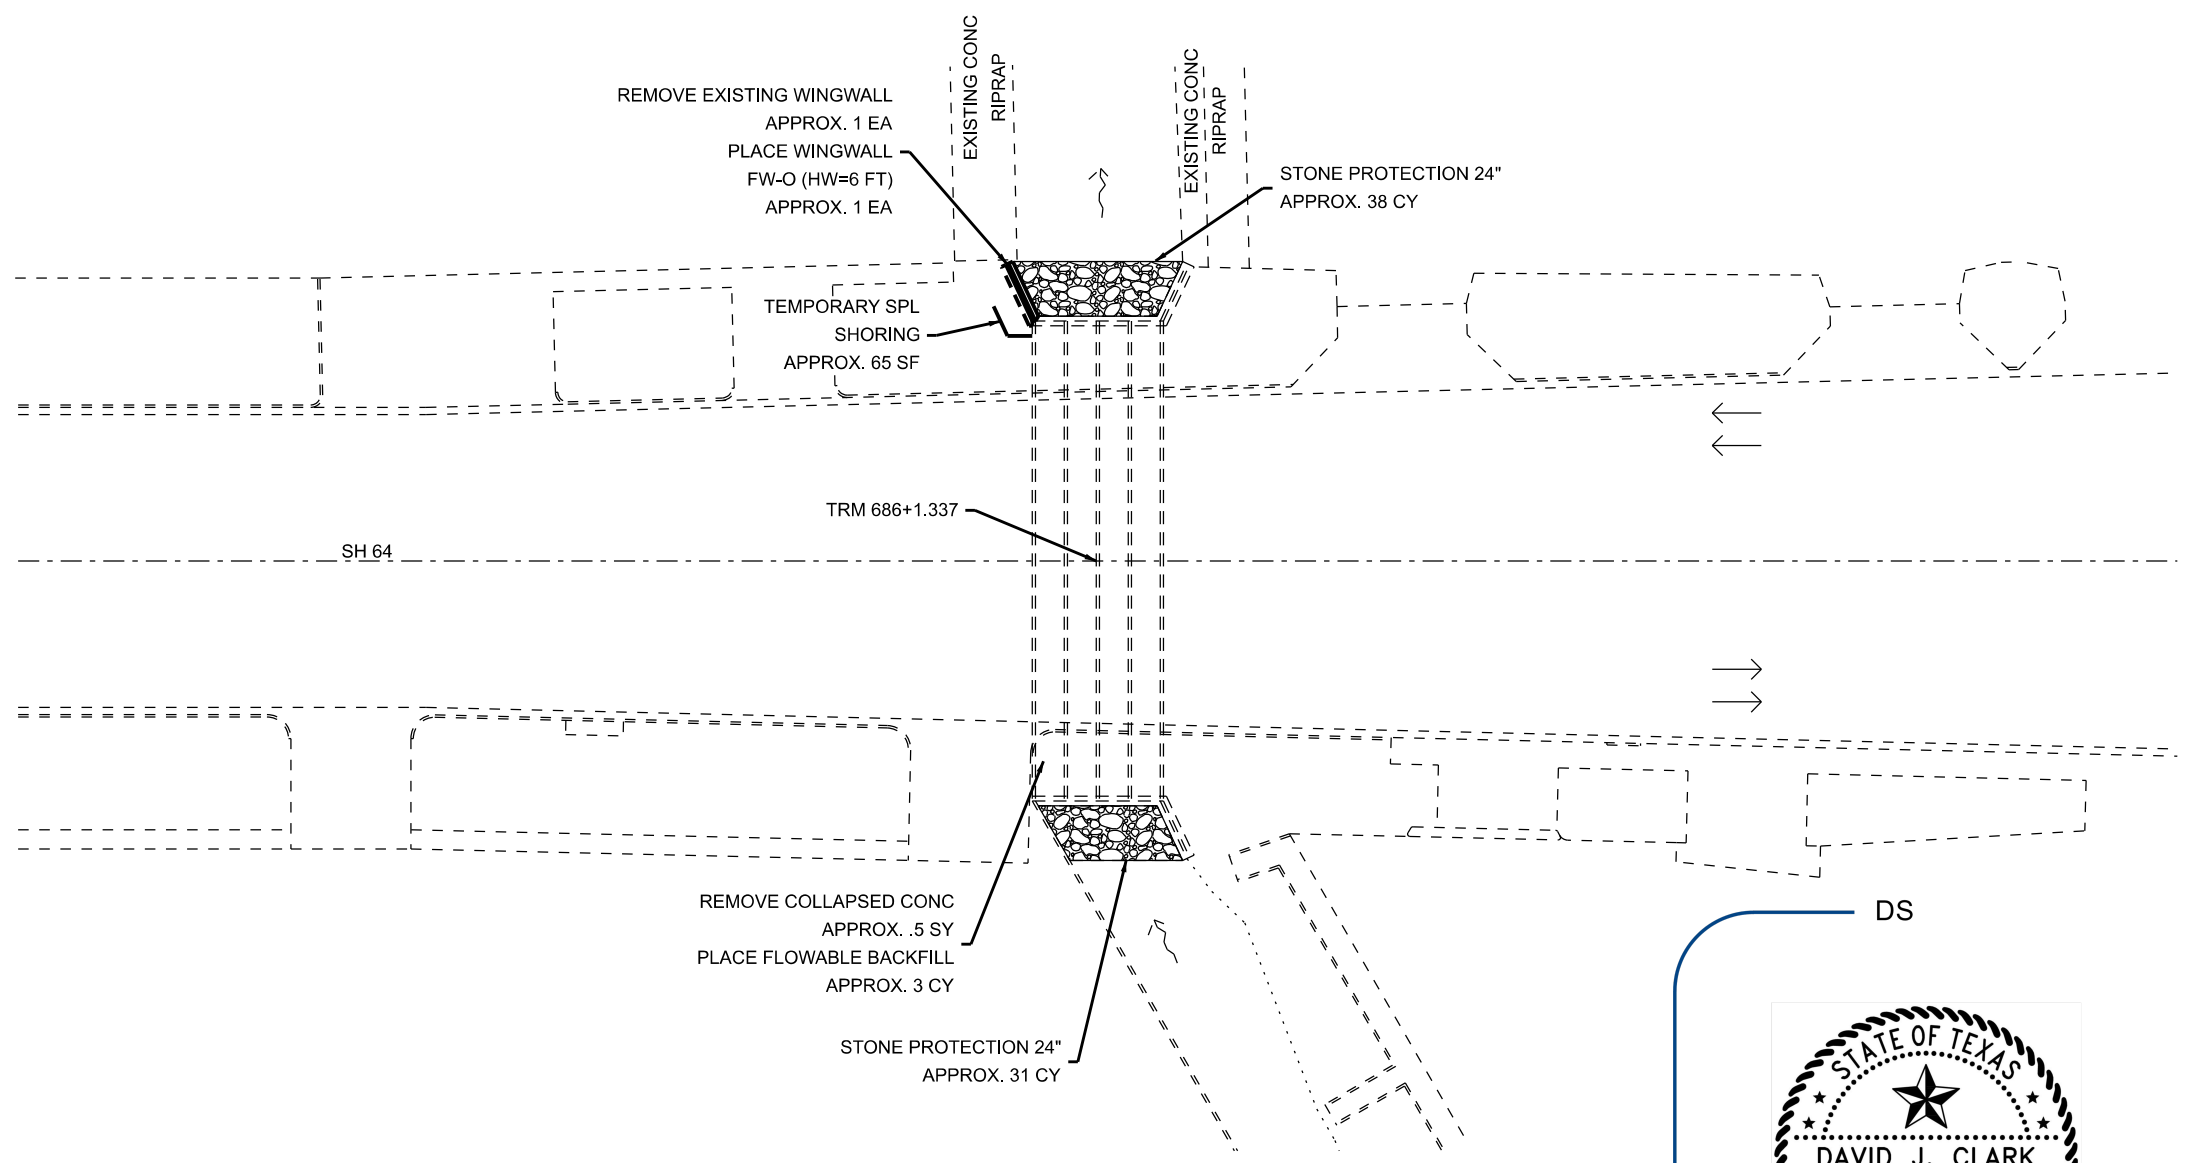 EXISTING CONC
RIPRAP
EXISTING CONC
RIPRAP
REMOVE EXISTING WINGWALL
APPROX. 1 EA
PLACE WINGWALL
FW-O (HW=6 FT)
APPROX. 1 EA
STONE PROTECTION 24"
APPROX. 38 CY
TEMPORARY SPL
SHORING
APPROX. 65 SF
TRM 686+1.337
SH 64
REMOVE COLLAPSED CONC
APPROX. .5 SY
PLACE FLOWABLE BACKFILL
APPROX. 3 CY
STONE PROTECTION 24"
APPROX. 31 CY
DS
STATE OF TEXAS
DAVID J. CLARK